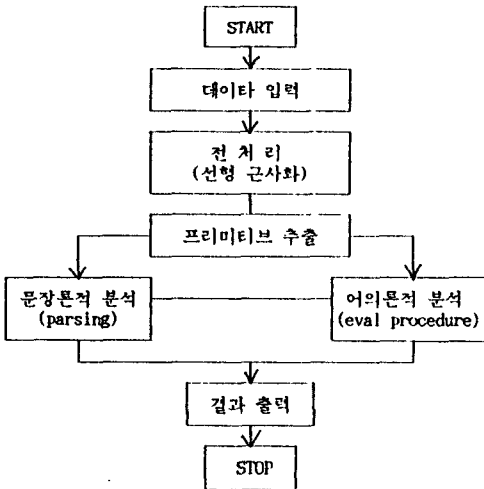 START
데이타 입력
전 처 리
(선형 근사화)
프리미티브 추출
문장론적 분석
(parsing)
어의론적 분석
(eval procedure)
결과 출력
STOP